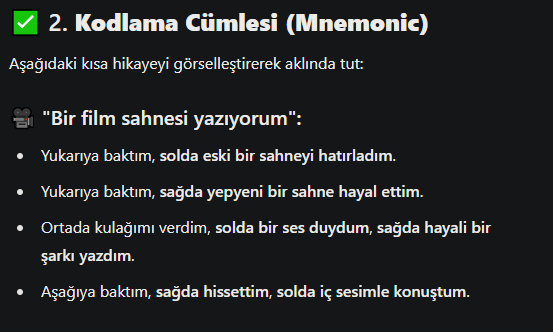 ✅ 2. Kodlama Cümlesi (Mnemonic)
Aşağıdaki kısa hikayeyi görselleştirerek aklında tut:
🎥 "Bir film sahnesi yazıyorum":
• Yukarıya baktım, solda eski bir sahneyi hatırladım.
• Yukarıya baktım, sağda yepyeni bir sahne hayal ettim.
• Ortada kulağımı verdim, solda bir ses duydum, sağda hayali bir
şarkı yazdım.
• Aşağıya baktım, sağda hissettim, solda iç sesimle konuştum.